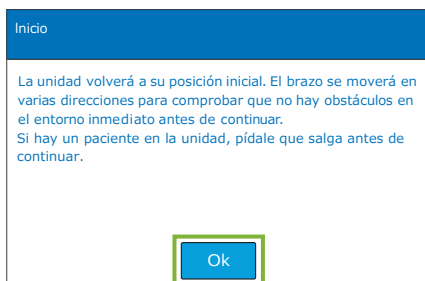 Inicio
La unidad volverá a su posición inicial. El brazo se moverá en
varias direcciones para comprobar que no hay obstáculos en
el entorno inmediato antes de continuar.
Si hay un paciente en la unidad, pídale que salga antes de
continuar.
Ok